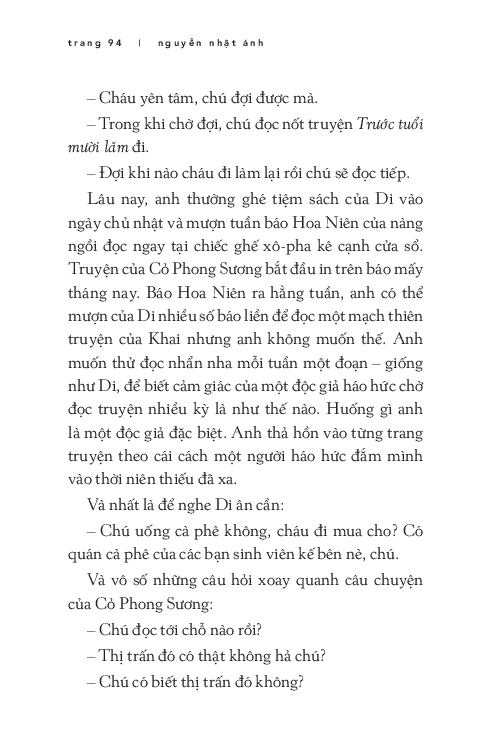 trang 94 | nguyễn nhật ánh
– Cháu yên tâm, chú đợi được mà.
– Trong khi chờ đợi, chú đọc nốt truyện Trước tuổi
mười lăm đi.
– Đợi khi nào cháu đi làm lại rồi chú sẽ đọc tiếp.
Lâu nay, anh thường ghé tiệm sách của Di vào
ngày chủ nhật và mượn tuần báo Hoa Niên của nàng
ngồi đọc ngay tại chiếc ghế xô-pha kê cạnh cửa sổ.
Truyện của Cỏ Phong Sương bắt đầu in trên báo mấy
tháng nay. Báo Hoa Niên ra hằng tuần, anh có thể
mượn của Di nhiều số báo liền để đọc một mạch thiên
truyện của Khai nhưng anh không muốn thế. Anh
muốn thử đọc nhẩn nha mỗi tuần một đoạn – giống
như Di, để biết cảm giác của một độc giả háo hức chờ
đọc truyện nhiều kỳ là như thế nào. Huống gì anh
là một độc giả đặc biệt. Anh thả hồn vào từng trang
truyện theo cái cách một người háo hức đắm mình
vào thời niên thiếu đã xa.
Và nhất là để nghe Di ân cần:
– Chú uống cà phê không, cháu đi mua cho? Có
quán cà phê của các bạn sinh viên kế bên nè, chú.
Và vô số những câu hỏi xoay quanh câu chuyện
của Cỏ Phong Sương:
– Chú đọc tới chỗ nào rồi?
– Thị trấn đó có thật không hả chú?
– Chú có biết thị trấn đó không?